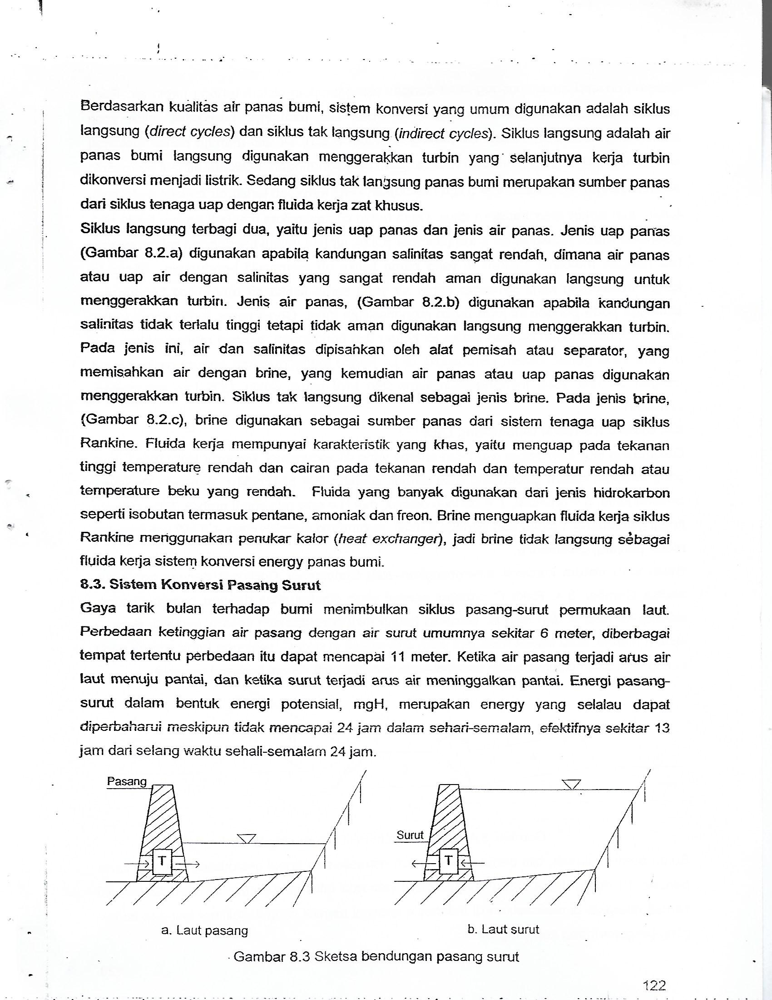 Berdasarkan kualitas air panas bumi, sistem konversi yang umum digunakan adalah siklus
langsung (direct cycles) dan siklus tak langsung (indirect cycles). Siklus langsung adalah air
panas bumi langsung digunakan menggerakkan turbin yang selanjutnya kerja turbin
dikonversi menjadi listrik. Sedang siklus tak langsung panas bumi merupakan sumber panas
dari siklus tenaga uap dengan fluida kerja zat khusus.
Siklus langsung terbagi dua, yaitu jenis uap panas dan jenis air panas. Jenis uap panas
(Gambar 8.2.a) digunakan apabila kandungan salinitas sangat rendah, dimana air panas
atau uap air dengan salinitas yang sangat rendah aman digunakan langsung untuk
menggerakkan turbin. Jenis air panas, (Gambar 8.2.b) digunakan apabila kandungan
salinitas tidak terlalu tinggi tetapi tidak aman digunakan langsung menggerakkan turbin.
Pada jenis ini, air dan salinitas dipisahkan oleh alat pemisah atau separator, yang
memisahkan air dengan brine, yang kemudian air panas atau uap panas digunakan
menggerakkan turbin. Siklus tak langsung dikenal sebagai jenis brine. Pada jenis brine,
(Gambar 8.2.c), brine digunakan sebagai sumber panas dari sistem tenaga uap siklus
Rankine. Fluida kerja mempunyai karakteristik yang khas, yaitu menguap pada tekanan
tinggi temperature rendah dan cairan pada tekanan rendah dan temperatur rendah atau
temperature beku yang rendah. Fluida yang banyak digunakan dari jenis hidrokarbon
seperti isobutan termasuk pentane, amoniak dan freon. Brine menguapkan fluida kerja siklus
Rankine menggunakan penukar kalor (heat exchanger), jadi brine tidak langsung sebagai
fluida kerja sistem konversi energy panas bumi.
8.3. Sistem Konversi Pasang Surut
Gaya tarik bulan terhadap bumi menimbulkan siklus pasang-surut permukaan laut.
Perbedaan ketinggian air pasang dengan air surut umumnya sekitar 6 meter, diberbagai
tempat tertentu perbedaan itu dapat mencapai 11 meter. Ketika air pasang terjadi arus air
laut menuju pantai, dan ketika surut terjadi arus air meninggalkan pantai. Energi pasang-
surut dalam bentuk energi potensial, mgH, merupakan energy yang selalau dapat
diperbaharui meskipun tidak mencapai 24 jam dalam sehari-semalam, efektifnya sekitar 13
jam dari selang waktu sehali-semalam 24 jam.
Pasang
T
Surut
T
a. Laut pasang
b. Laut surut
Gambar 8.3 Sketsa bendungan pasang surut
122